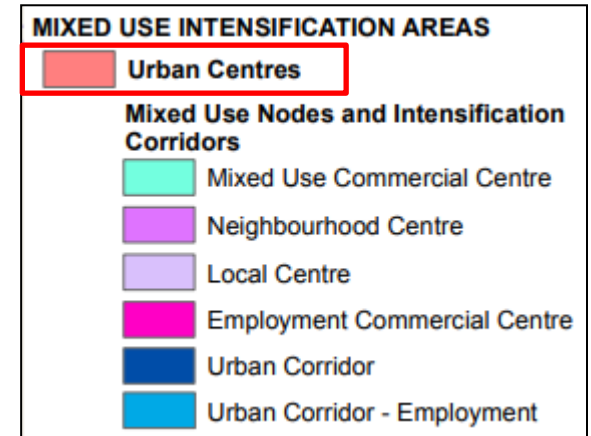 MIXED USE INTENSIFICATION AREAS
Urban Centres
Mixed Use Nodes and Intensification
Corridors
Mixed Use Commercial Centre
Neighbourhood Centre
Local Centre
Employment Commercial Centre
Urban Corridor
Urban Corridor - Employment